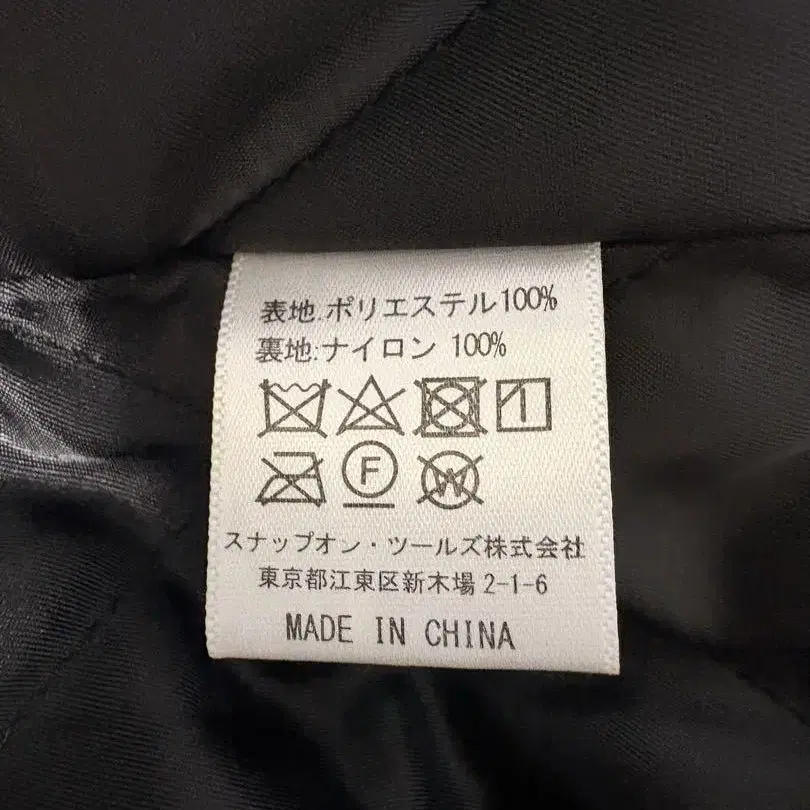 表地:ポリエステル100%
裏地:ナイロン 100%
F W
スナップオン・ツールズ株式会社
東京都江東区新木場2-1-6
MADE IN CHINA